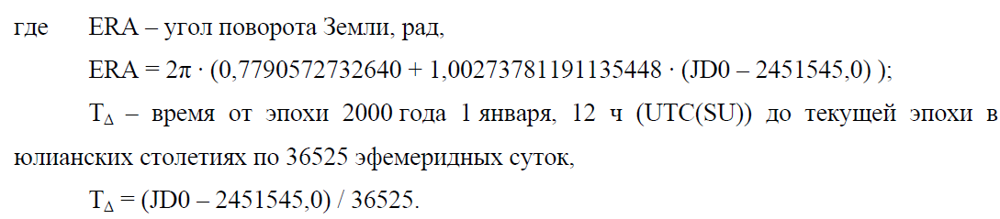 где ERA – угол поворота Земли, рад,
ERA = 2π · (0,7790572732640 + 1,00273781191135448 · (JD0 – 2451545,0) );
T∆ – время от эпохи 2000 года 1 января, 12 ч (UTC(SU)) до текущей эпохи в
юлианских столетиях по 36525 эфемеридных суток,
T∆ = (JD0 – 2451545,0) / 36525.